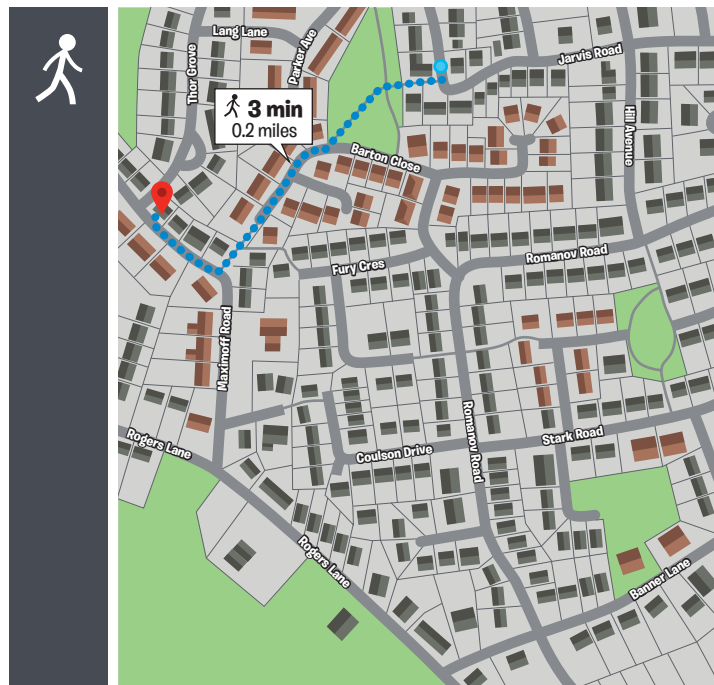 Lang Lane
Parker Ave
Thor Grove
Jarvis Road
3 min
0.2 miles
Hill Avenue
Barton Close
Romanov Road
Fury Cres
Maximoff Road
Romanov Road
Stark Road
Rogers Lane
Coulson Drive
Rogers Lane
Banner Lane